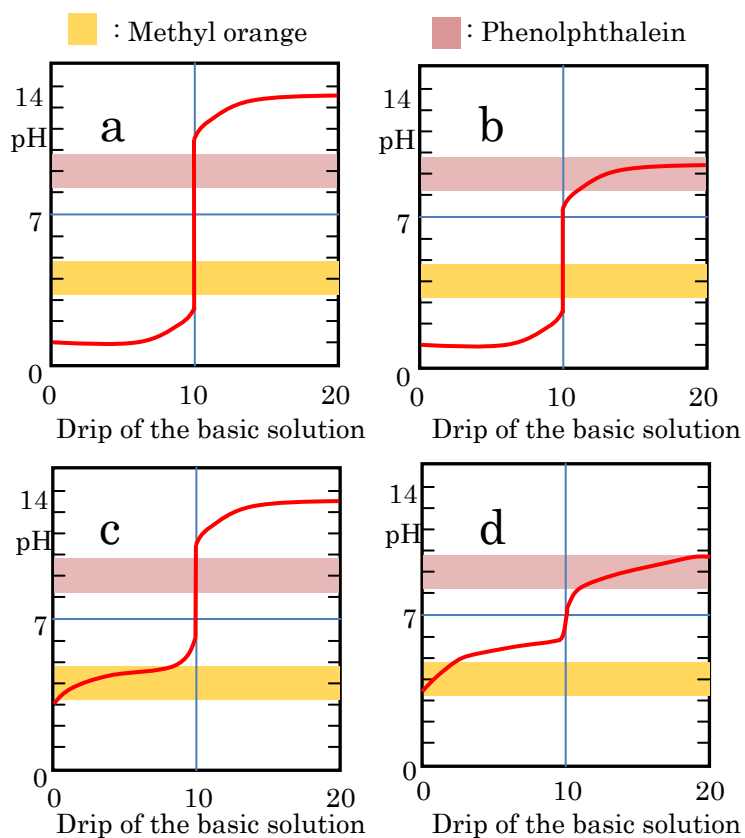 : Methyl orange
: Phenolphthalein
14
pH
7
0
a
0 10 20
Drip of the basic solution
14
pH
7
0
b
0 10 20
Drip of the basic solution
14
pH
7
0
c
0 10 20
Drip of the basic solution
14
pH
7
0
d
0 10 20
Drip of the basic solution